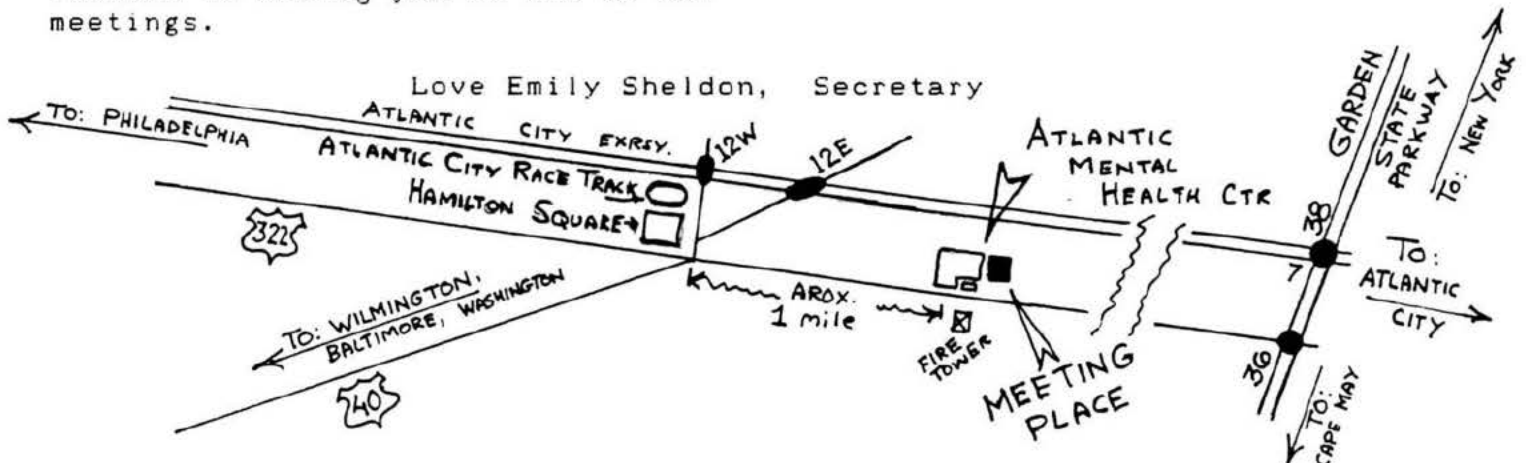 meetings.
Love Emily Sheldon, Secretary
TO: PHILADELPHIA
ATLANTIC CITY EXRSY.
12W
12E
ATLANTIC CITY RACE TRACK
HAMILTON SQUARE
322
TO: WILMINGTON,
BALTIMORE, WASHINGTON
40
AROX.
1 mile
FIRE
TOWER
ATLANTIC
MENTAL
HEALTH CTR
MEETING
PLACE
GARDEN
STATE
PARKWAY
TO: NEW YORK
38
7
TO:
ATLANTIC
CITY
36
TO:
CAPE MAY